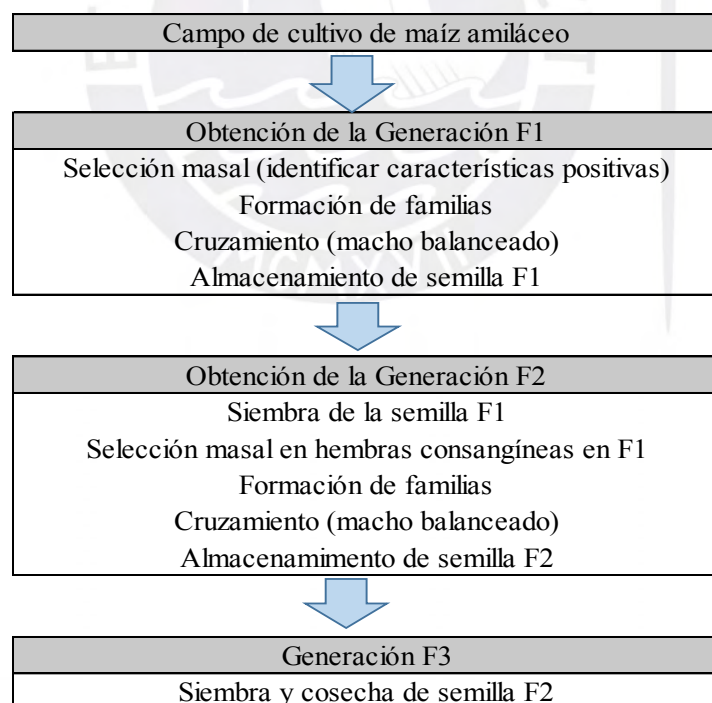 Campo de cultivo de maíz amiláceo
Obtención de la Generación F1
Selección masal (identificar características positivas)
Formación de familias
Cruzamiento (macho balanceado)
Almacenamiento de semilla F1
Obtención de la Generación F2
Siembra de la semilla F1
Selección masal en hembras consangíneas en F1
Formación de familias
Cruzamiento (macho balanceado)
Almacenamimento de semilla F2
Generación F3
Siembra y cosecha de semilla F2